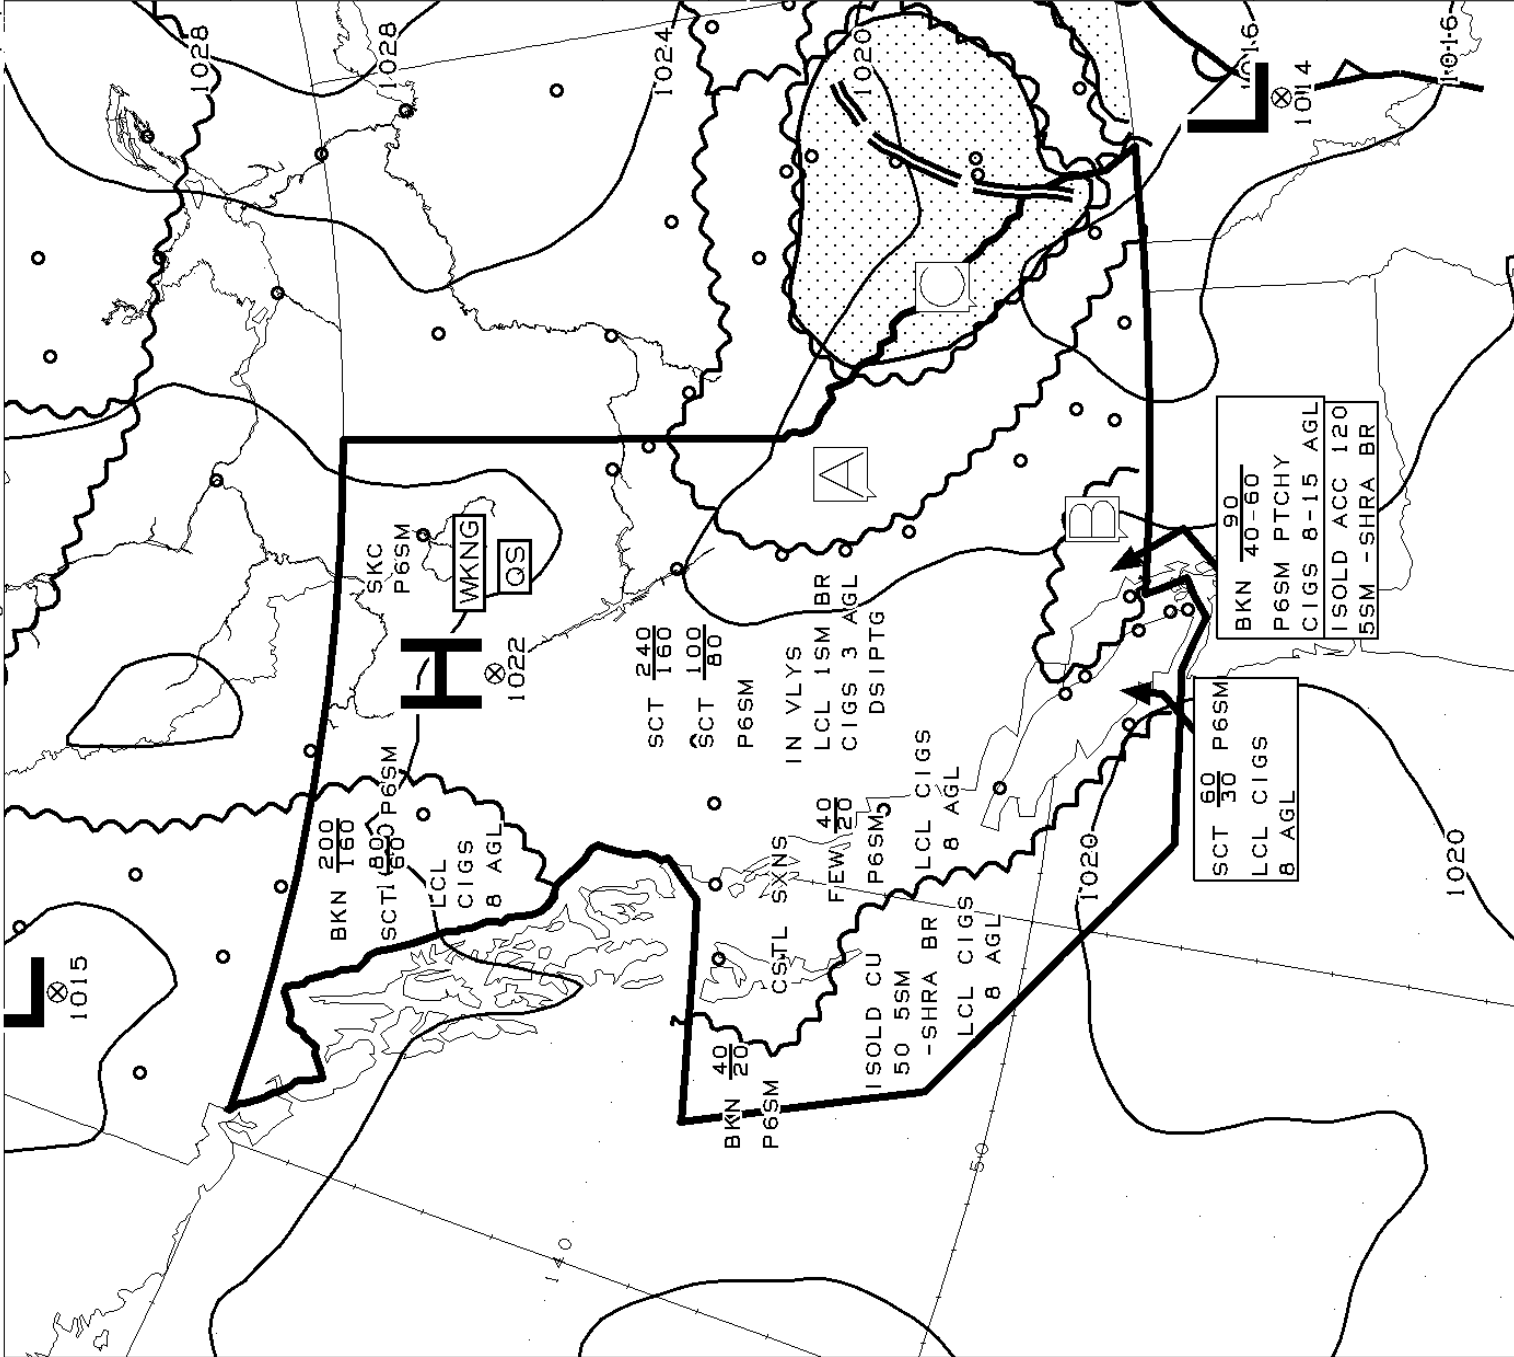 1028
1028
1024
1020
1016
1016
1014
SKC
P6SM
WKNG
QS
H
1022
A
B
C
SCT 240
160
SCT 100
80
P6SM
IN VLYS
LCL 1SM BR
CIGS 3 AGL
DSIPTG
BKN 200
160
SCT 80
60 P6SM
LCL
CIGS
8 AGL
CSTL SXNS
FEW 40
20
P6SM
LCL CIGS
8 AGL
BKN 40
20
P6SM
ISOLD CU
50 5SM
-SHRA BR
LCL CIGS
8 AGL
BKN 90
40-60
P6SM PTCHY
CIGS 8-15 AGL
ISOLD ACC 120
5SM -SHRA BR
SCT 60
30 P6SM
LCL CIGS
8 AGL
L
1015
L
1020
1020
50
140